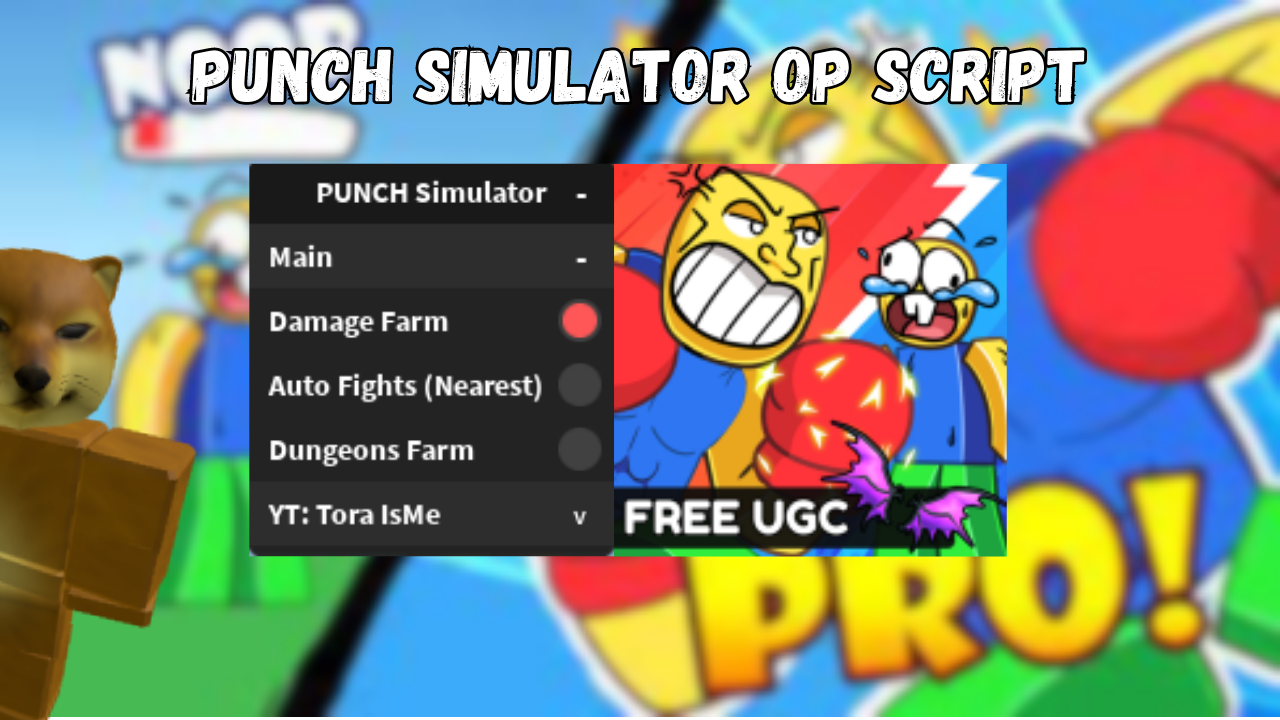 NOOB
PUNCH SIMULATOR OP SCRIPT
PUNCH Simulator -
Main -
Damage Farm
Auto Fights (Nearest)
Dungeons Farm
YT: Tora IsMe v
FREE UGC
PRO!